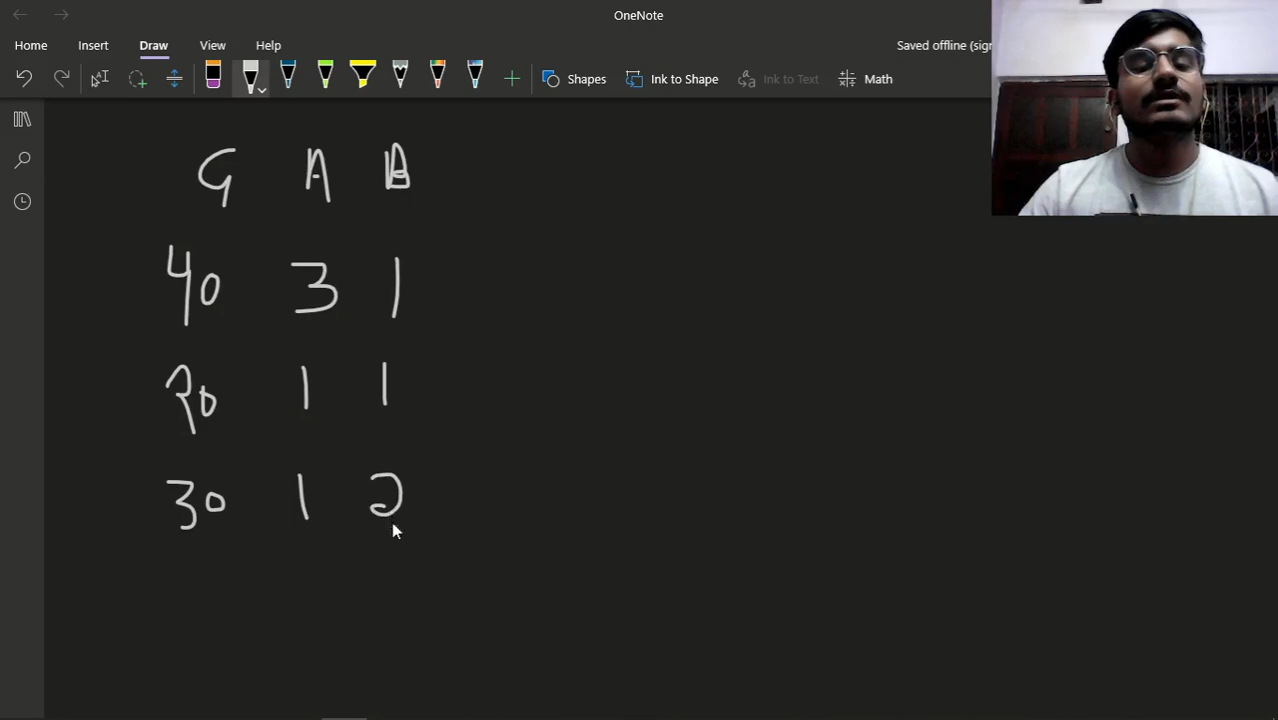 OneNote
Home Insert Draw View Help Saved offline (sig
Shapes Ink to Shape Ink to Text Math
G A B
40 3 1
20 1 1
30 1 2